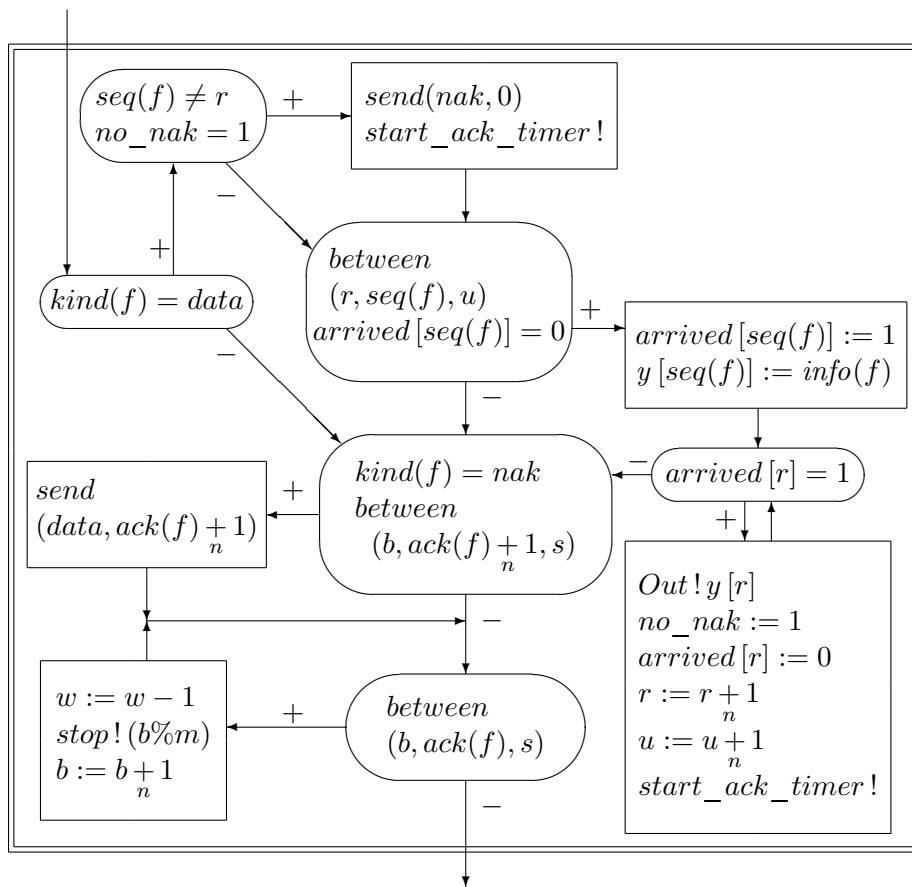 seq(f) ≠ r
no_nak = 1
+
send(nak, 0)
start_ack_timer !
−
+
kind(f) = data
−
between
(r, seq(f), u)
arrived [seq(f)] = 0
+
arrived [seq(f)] := 1
y [seq(f)] := info(f)
−
kind(f) = nak
between
(b, ack(f) + 1, s)
n
−
arrived [r] = 1
+
send
(data, ack(f) + 1)
n
+
Out ! y [r]
no_nak := 1
arrived [r] := 0
r := r + 1
n
u := u + 1
n
start_ack_timer !
−
w := w − 1
stop ! (b%m)
b := b + 1
n
+
between
(b, ack(f), s)
−